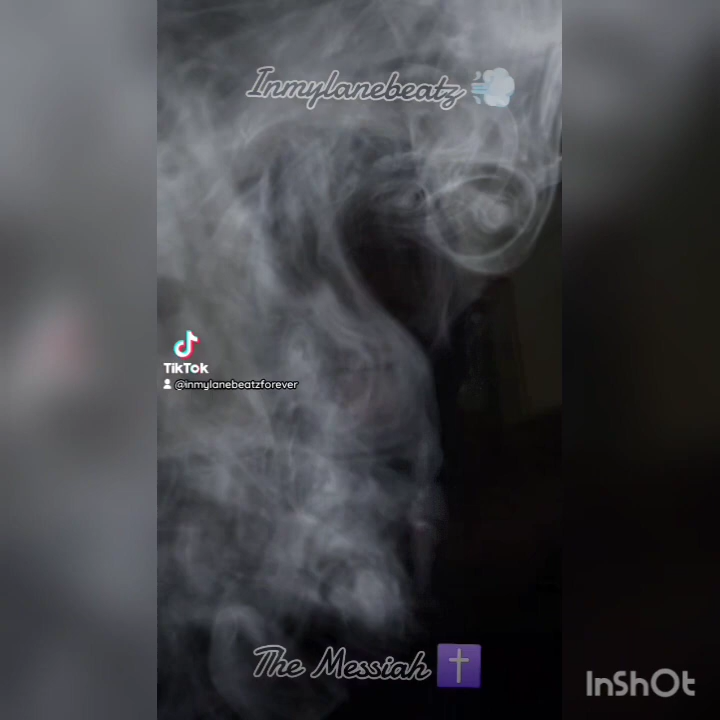 Inmylanebeatz 💨
TikTok
@inmylanebeatzforever
The Messiah ✝️
InShOt